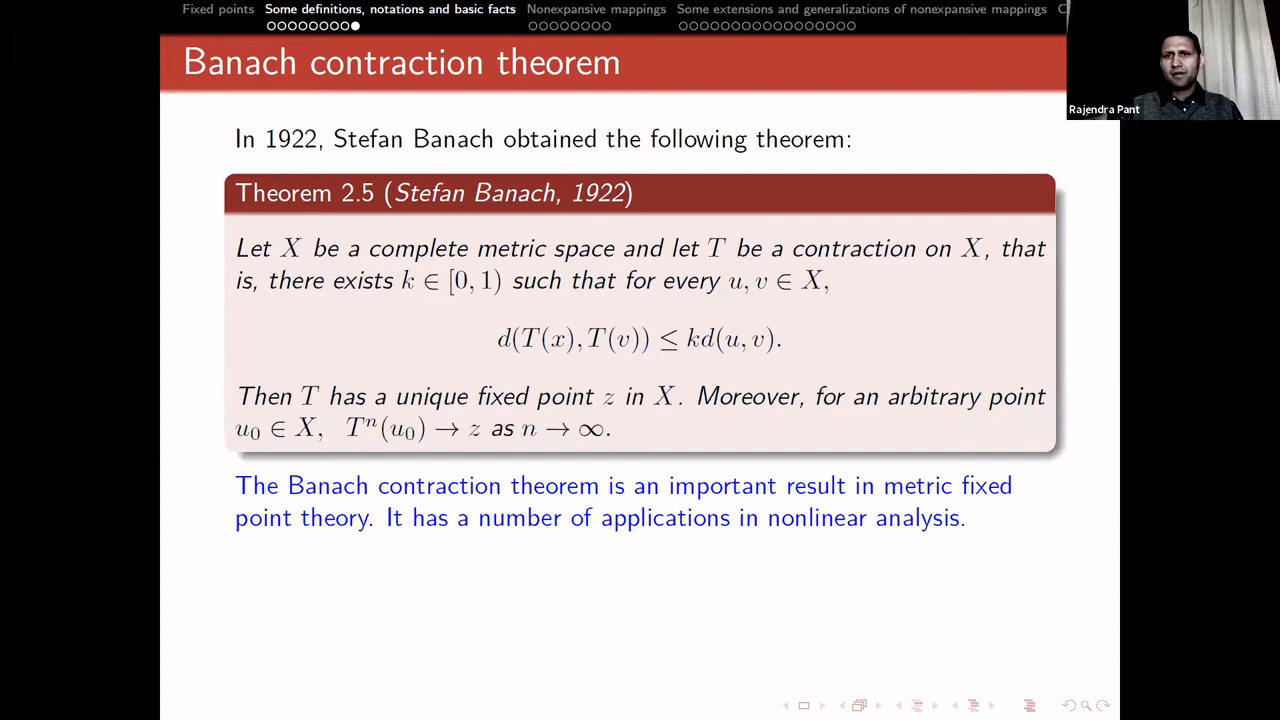 Fixed points Some definitions, notations and basic facts Nonexpansive mappings Some extensions and generalizations of nonexpansive mappings C
Banach contraction theorem
Rajendra Pant
In 1922, Stefan Banach obtained the following theorem:
Theorem 2.5 (Stefan Banach, 1922)
Let X be a complete metric space and let T be a contraction on X, that
is, there exists k ∈ [0, 1) such that for every u, v ∈ X,
d(T(x), T(v)) ≤ kd(u, v).
Then T has a unique fixed point z in X. Moreover, for an arbitrary point
u₀ ∈ X, Tⁿ(u₀) → z as n → ∞.
The Banach contraction theorem is an important result in metric fixed
point theory. It has a number of applications in nonlinear analysis.